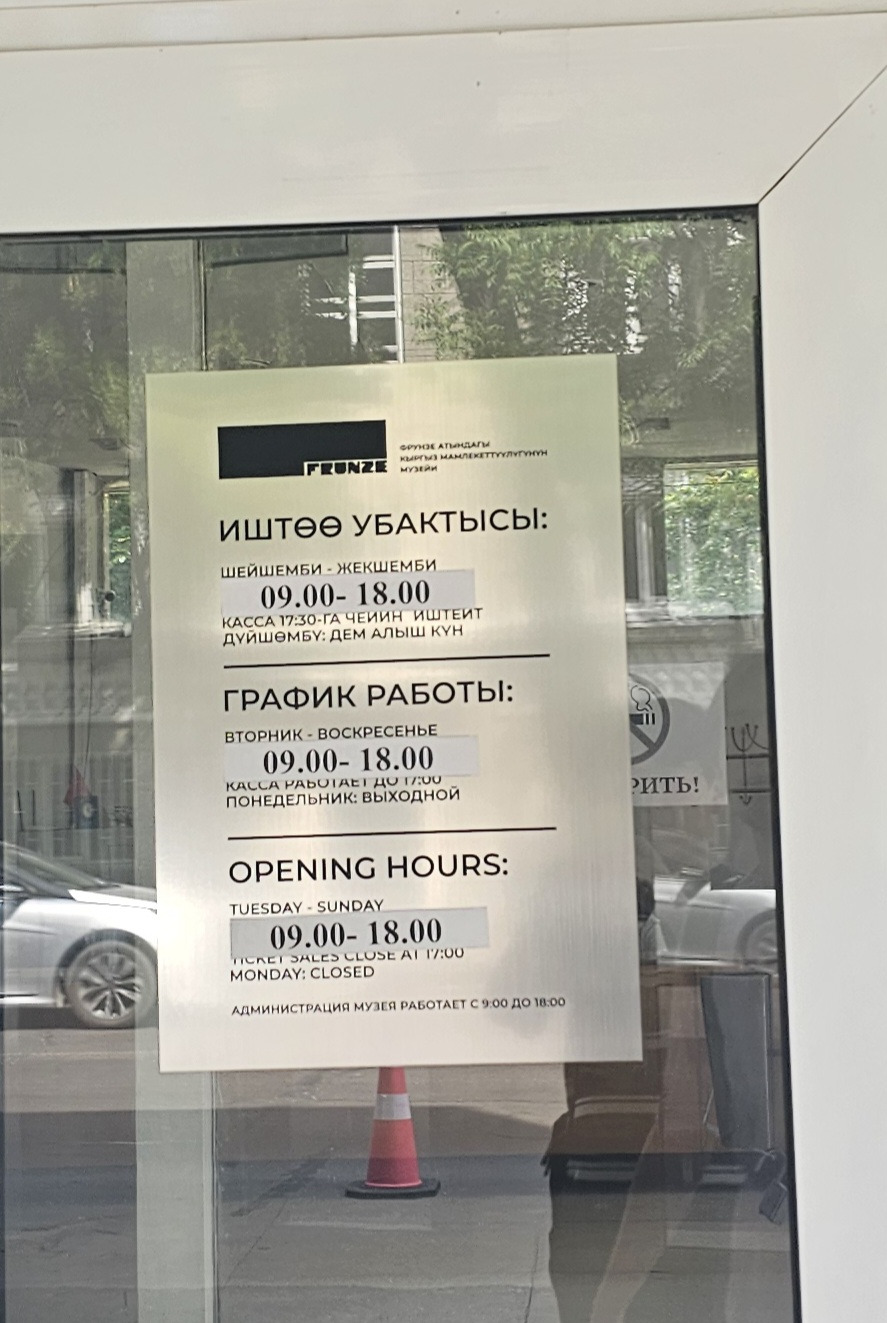 FRUNZE
ФРУНЗЕ АТЫНДАГЫ
КЫРГЫЗ МАМЛЕКЕТТҮҮЛҮГҮНҮН
МУЗЕЙИ
ИШТӨӨ УБАКТЫСЫ:
ШЕЙШЕМБИ - ЖЕКШЕМБИ
09.00- 18.00
КАССА 17:30-ГА ЧЕЙИН ИШТЕЙТ
ДҮЙШӨМБҮ: ДЕМ АЛЫШ КҮН
ГРАФИК РАБОТЫ:
ВТОРНИК - ВОСКРЕСЕНЬЕ
09.00- 18.00
КАССА РАБОТАЕТ ДО 17:00
ПОНЕДЕЛЬНИК: ВЫХОДНОЙ
OPENING HOURS:
TUESDAY - SUNDAY
09.00- 18.00
TICKET SALES CLOSE AT 17:00
MONDAY: CLOSED
АДМИНИСТРАЦИЯ МУЗЕЯ РАБОТАЕТ С 9:00 ДО 18:00
РИТЬ!